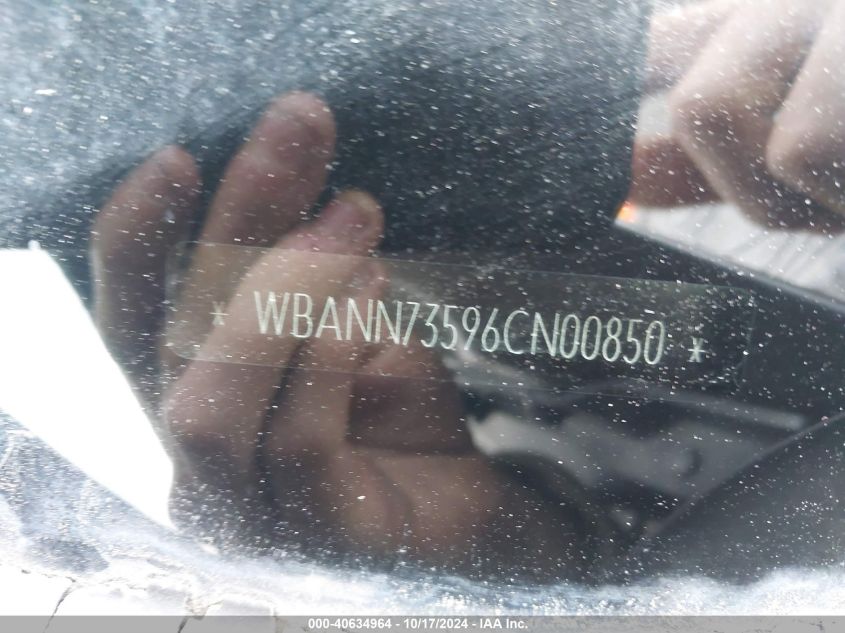 * WBANN73596CN00850 *
000-40634964 - 10/17/2024 - IAA Inc.